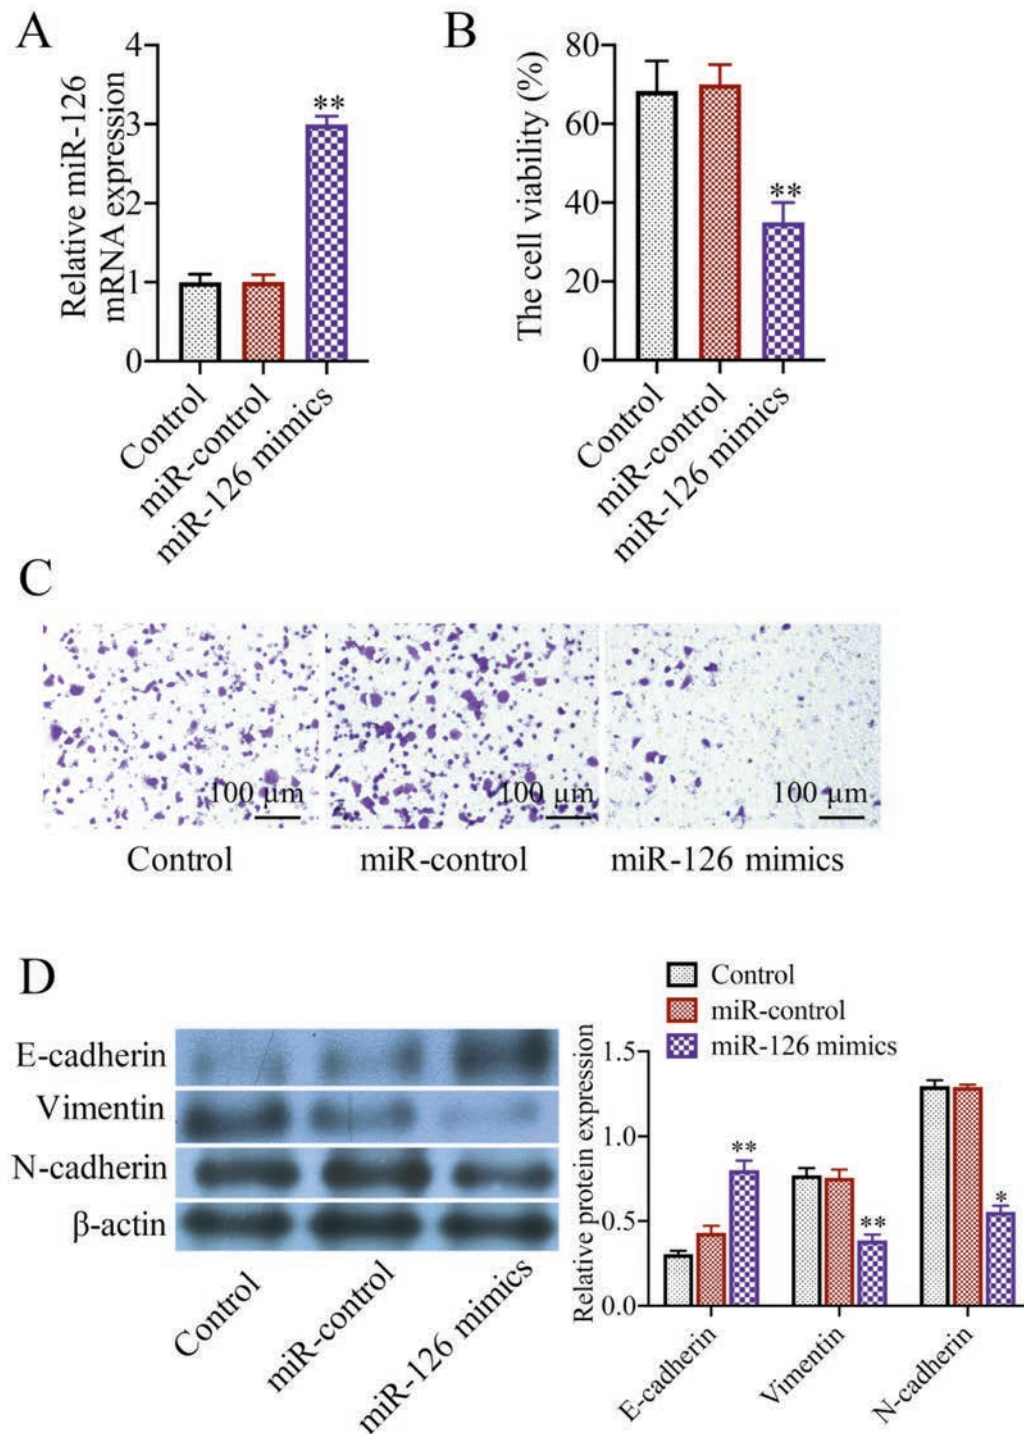 A
Relative miR-126
mRNA expression
4
3
2
1
0
**
Control
miR-control
miR-126 mimics
B
The cell viability (%)
80
60
40
20
0
**
Control
miR-control
miR-126 mimics
C
100 µm
100 µm
100 µm
Control
miR-control
miR-126 mimics
D
E-cadherin
Vimentin
N-cadherin
β-actin
Control
miR-control
miR-126 mimics
Control
miR-control
miR-126 mimics
Relative protein expression
1.5
1.0
0.5
0.0
**
**
*
E-cadherin
Vimentin
N-cadherin